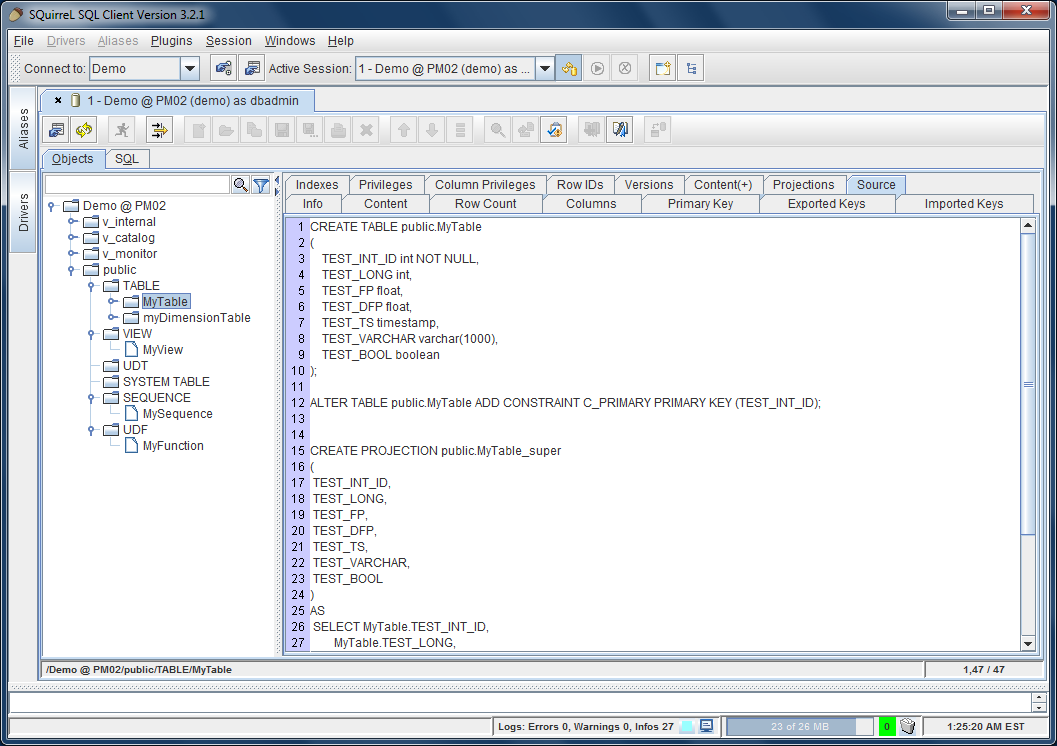 SQuirreL SQL Client Version 3.2.1
File Drivers Aliases Plugins Session Windows Help
Connect to: Demo Active Session: 1 - Demo @ PM02 (demo) as ...
Aliases
Drivers
1 - Demo @ PM02 (demo) as dbadmin
Objects SQL
Demo @ PM02
v_internal
v_catalog
v_monitor
public
TABLE
MyTable
myDimensionTable
VIEW
MyView
UDT
SYSTEM TABLE
SEQUENCE
MySequence
UDF
MyFunction
Indexes Privileges Column Privileges Row IDs Versions Content(+) Projections Source
Info Content Row Count Columns Primary Key Exported Keys Imported Keys
1 CREATE TABLE public.MyTable
2 (
3 TEST_INT_ID int NOT NULL,
4 TEST_LONG int,
5 TEST_FP float,
6 TEST_DFP float,
7 TEST_TS timestamp,
8 TEST_VARCHAR varchar(1000),
9 TEST_BOOL boolean
10 );
11
12 ALTER TABLE public.MyTable ADD CONSTRAINT C_PRIMARY PRIMARY KEY (TEST_INT_ID);
13
14
15 CREATE PROJECTION public.MyTable_super
16 (
17 TEST_INT_ID,
18 TEST_LONG,
19 TEST_FP,
20 TEST_DFP,
21 TEST_TS,
22 TEST_VARCHAR,
23 TEST_BOOL
24 )
25 AS
26 SELECT MyTable.TEST_INT_ID,
27 MyTable.TEST_LONG,
/Demo @ PM02/public/TABLE/MyTable 1,47 / 47
Logs: Errors 0, Warnings 0, Infos 27 23 of 26 MB 0 1:25:20 AM EST